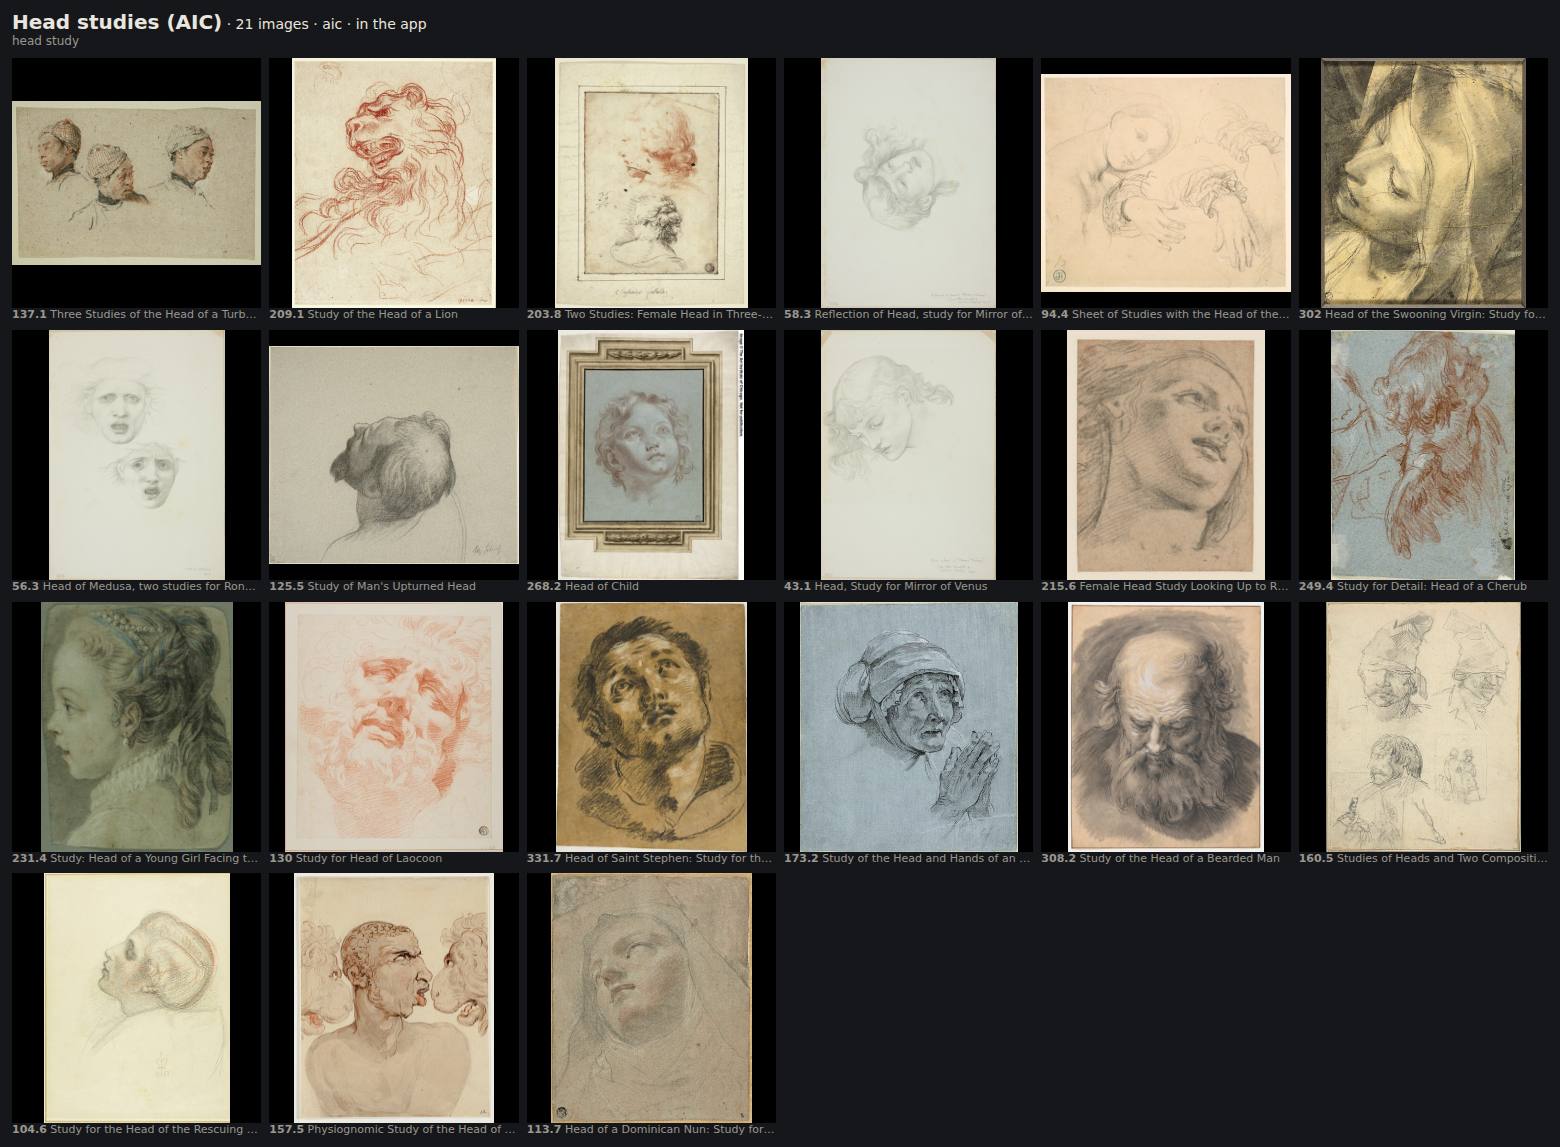 Head studies (AIC) · 21 images · aic · in the app
head study
137.1 Three Studies of the Head of a Turb…
209.1 Study of the Head of a Lion
203.8 Two Studies: Female Head in Three-…
58.3 Reflection of Head, study for Mirror of…
94.4 Sheet of Studies with the Head of the…
302 Head of the Swooning Virgin: Study fo…
56.3 Head of Medusa, two studies for Ron…
125.5 Study of Man's Upturned Head
268.2 Head of Child
43.1 Head, Study for Mirror of Venus
215.6 Female Head Study Looking Up to R…
249.4 Study for Detail: Head of a Cherub
231.4 Study: Head of a Young Girl Facing t…
130 Study for Head of Laocoon
331.7 Head of Saint Stephen: Study for th…
173.2 Study of the Head and Hands of an …
308.2 Study of the Head of a Bearded Man
160.5 Studies of Heads and Two Compositi…
104.6 Study for the Head of the Rescuing …
157.5 Physiognomic Study of the Head of …
113.7 Head of a Dominican Nun: Study for…